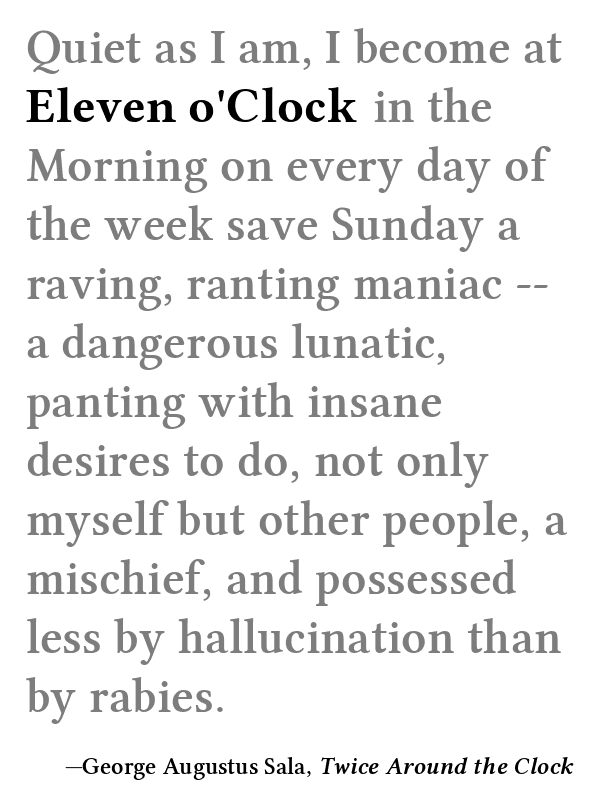 Quiet as I am, I become at
Eleven o'Clock in the
Morning on every day of
the week save Sunday a
raving, ranting maniac --
a dangerous lunatic,
panting with insane
desires to do, not only
myself but other people, a
mischief, and possessed
less by hallucination than
by rabies.
—George Augustus Sala, Twice Around the Clock